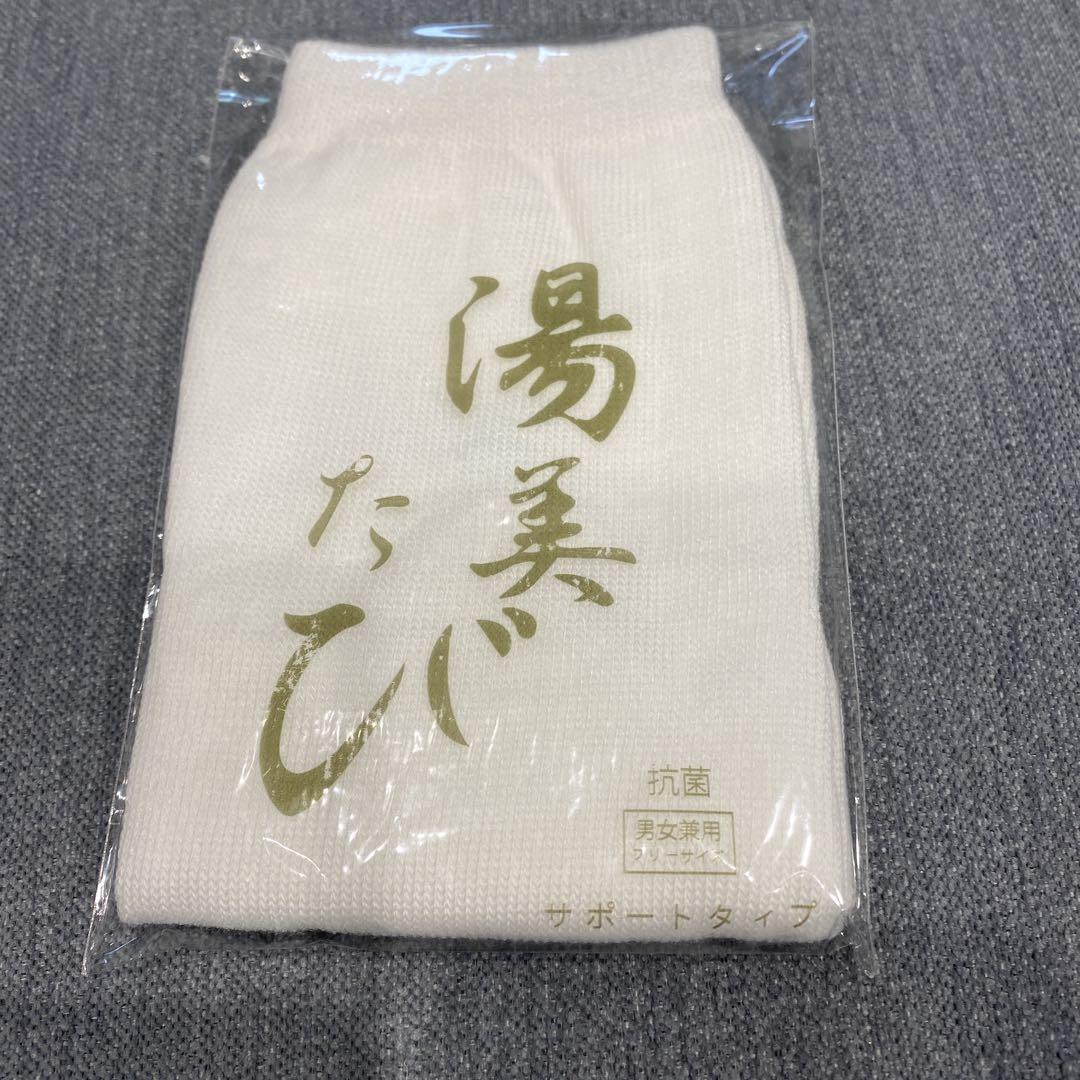 湯美
たび
抗菌
男女兼用
フリーサイズ
サポートタィプ